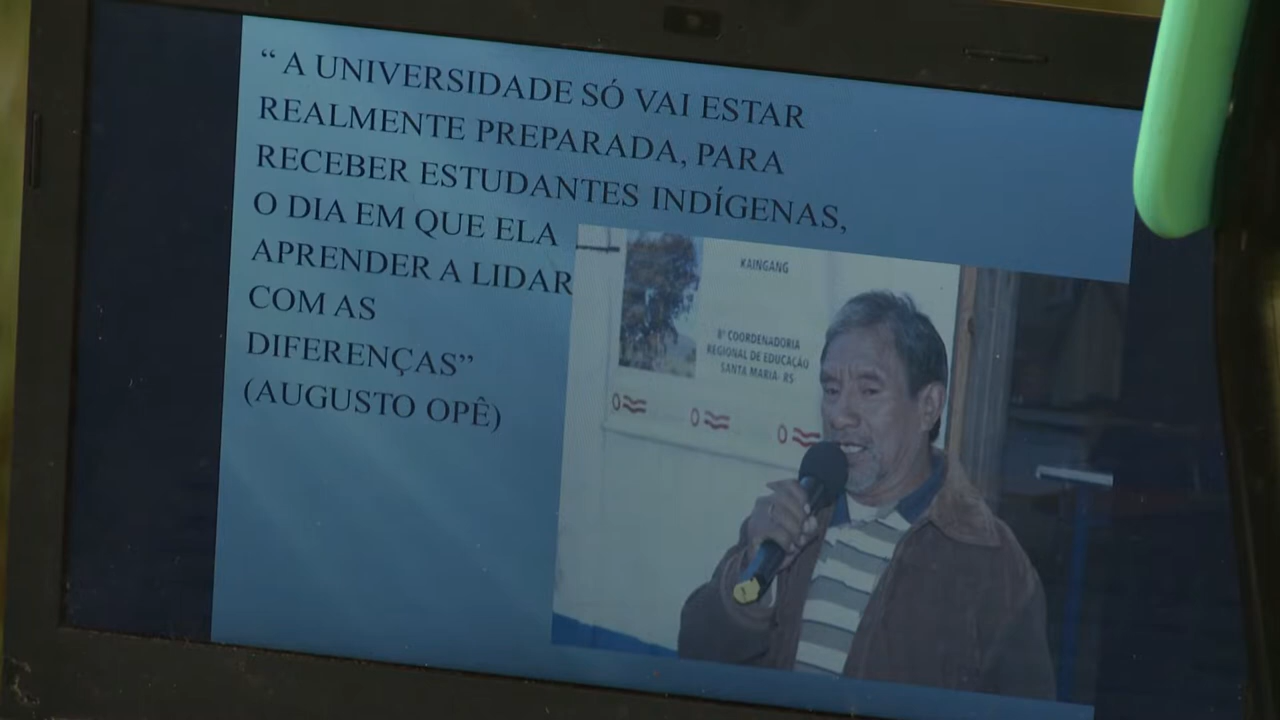 “ A UNIVERSIDADE SÓ VAI ESTAR
REALMENTE PREPARADA, PARA
RECEBER ESTUDANTES INDÍGENAS,
O DIA EM QUE ELA
APRENDER A LIDAR
COM AS
DIFERENÇAS”
(AUGUSTO OPÊ)
KAINGANG
8ª COORDENADORIA
REGIONAL DE EDUCAÇÃO
SANTA MARIA- RS